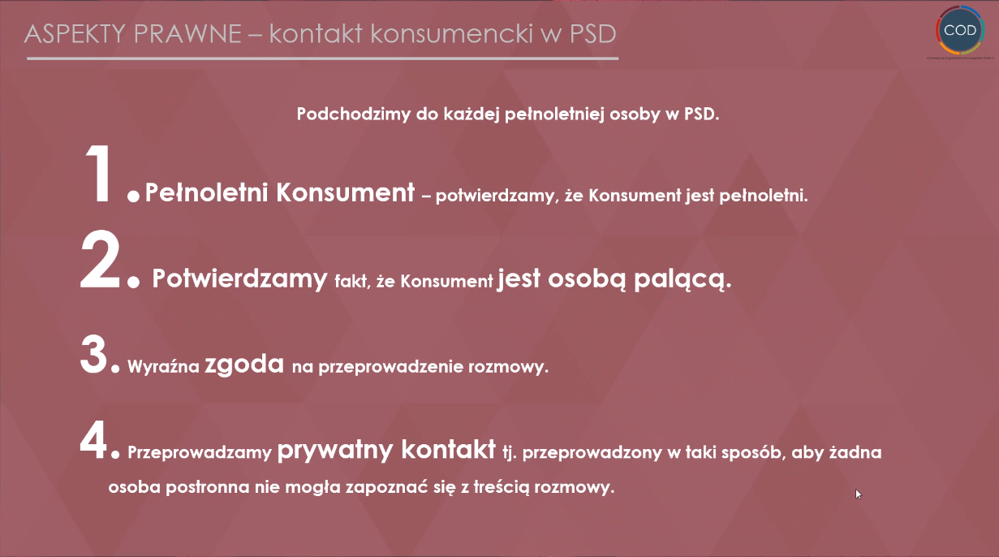 ASPEKTY PRAWNE – kontakt konsumencki w PSD
COD
Podchodzimy do każdej pełnoletniej osoby w PSD.
1. Pełnoletni Konsument – potwierdzamy, że Konsument jest pełnoletni.
2. Potwierdzamy fakt, że Konsument jest osobą palącą.
3. Wyraźna zgoda na przeprowadzenie rozmowy.
4. Przeprowadzamy prywatny kontakt tj. przeprowadzony w taki sposób, aby żadna
osoba postronna nie mogła zapoznać się z treścią rozmowy.